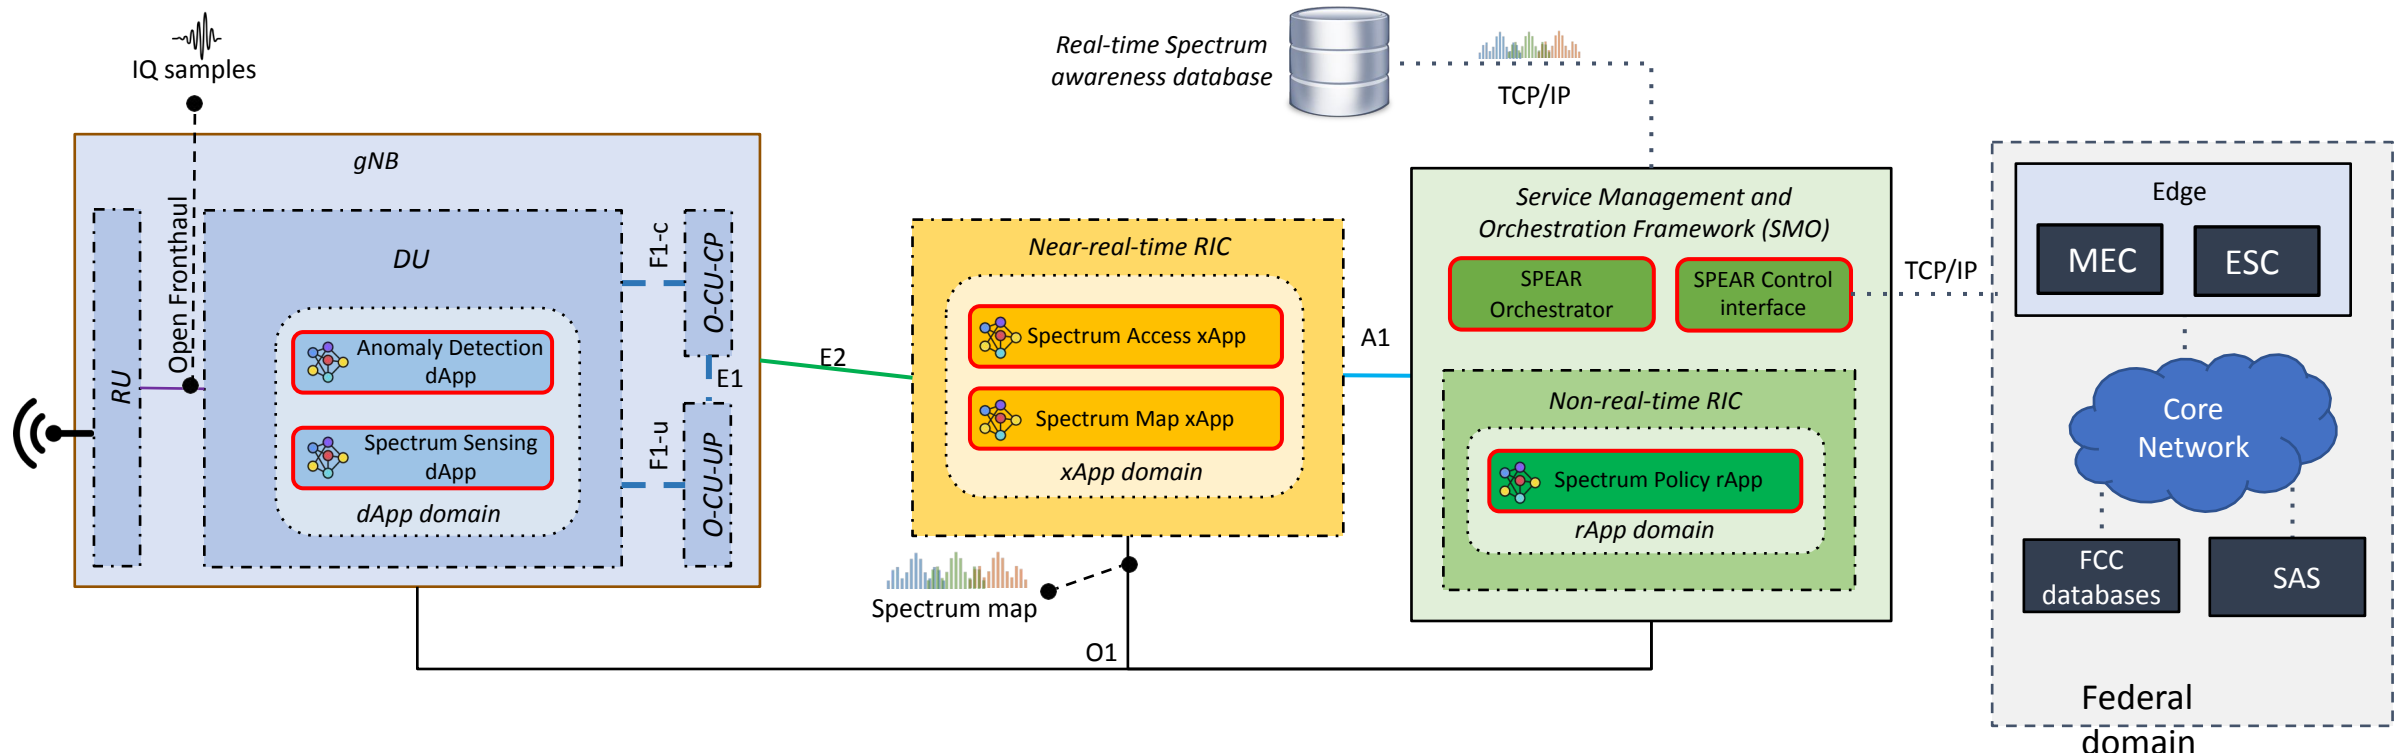 IQ samples
gNB
RU
Open Fronthaul
DU
Anomaly Detection
dApp
Spectrum Sensing
dApp
dApp domain
F1-c
F1-u
O-CU-CP
E1
O-CU-UP
E2
Near-real-time RIC
Spectrum Access xApp
Spectrum Map xApp
xApp domain
Spectrum map
O1
A1
Real-time Spectrum
awareness database
TCP/IP
Service Management and
Orchestration Framework (SMO)
SPEAR
Orchestrator
SPEAR Control
interface
Non-real-time RIC
Spectrum Policy rApp
rApp domain
TCP/IP
Edge
MEC
ESC
Core
Network
FCC
databases
SAS
Federal
domain